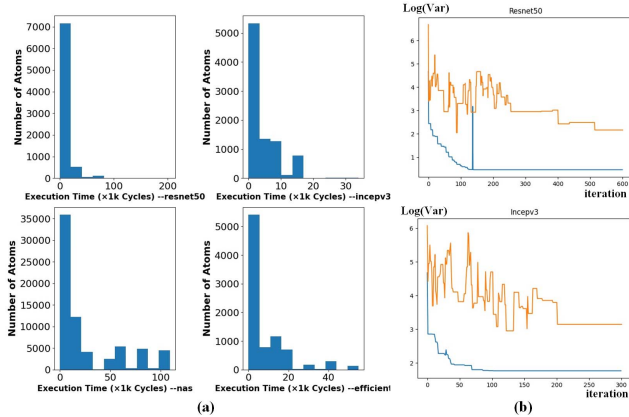 7000
6000
5000
4000
3000
2000
1000
0
0 100 200
Number of Atoms
Execution Time (×1k Cycles) --resnet50
5000
4000
3000
2000
1000
0
0 10 20 30
Number of Atoms
Execution Time (×1k Cycles) --incepv3
35000
30000
25000
20000
15000
10000
5000
0
0 50 100
Number of Atoms
Execution Time (×1k Cycles) --nas
5000
4000
3000
2000
1000
0
0 20 40
Number of Atoms
Execution Time (×1k Cycles) --efficient
(a)
Log(Var)
Resnet50
6
5
4
3
2
1
0 100 200 300 400 500 600
iteration
Log(Var)
Incepv3
6
5
4
3
2
0 50 100 150 200 250 300
iteration
(b)